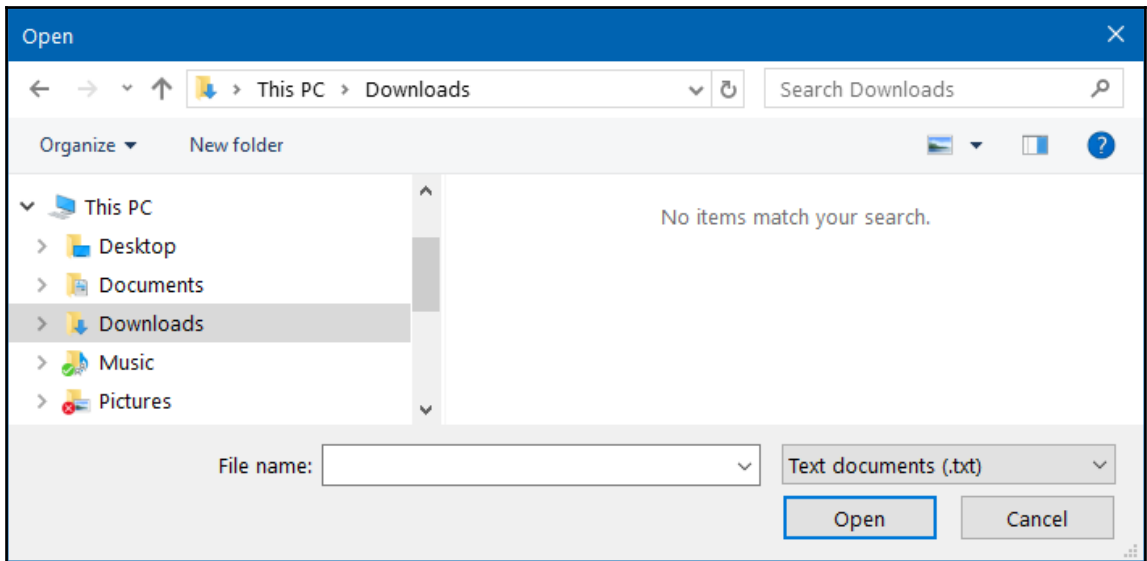 Open
This PC > Downloads
Search Downloads
Organize
New folder
?
This PC
Desktop
Documents
Downloads
Music
Pictures
No items match your search.
File name:
Text documents (.txt)
Open
Cancel